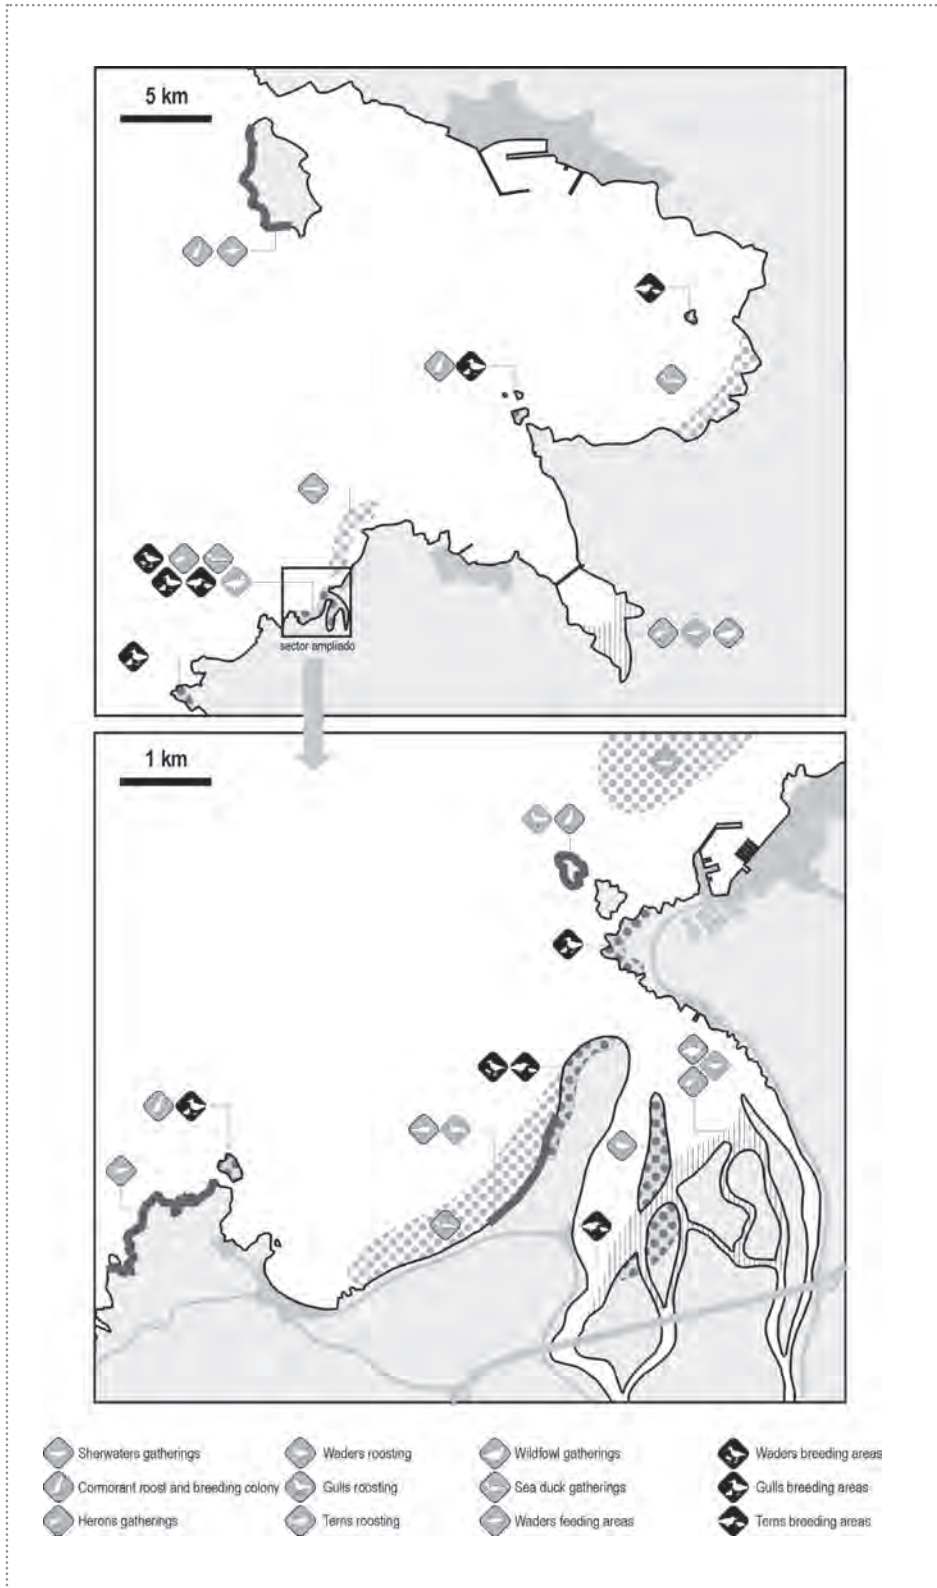 5 km
sector ampliado
1 km
Sherwaters gatherings
Cormorant roost and breeding colony
Herons gatherings
Waders roosting
Gulls roosting
Terns roosting
Wildfowl gatherings
Sea duck gatherings
Waders feeding areas
Waders breeding areas
Gulls breeding areas
Terns breeding areas